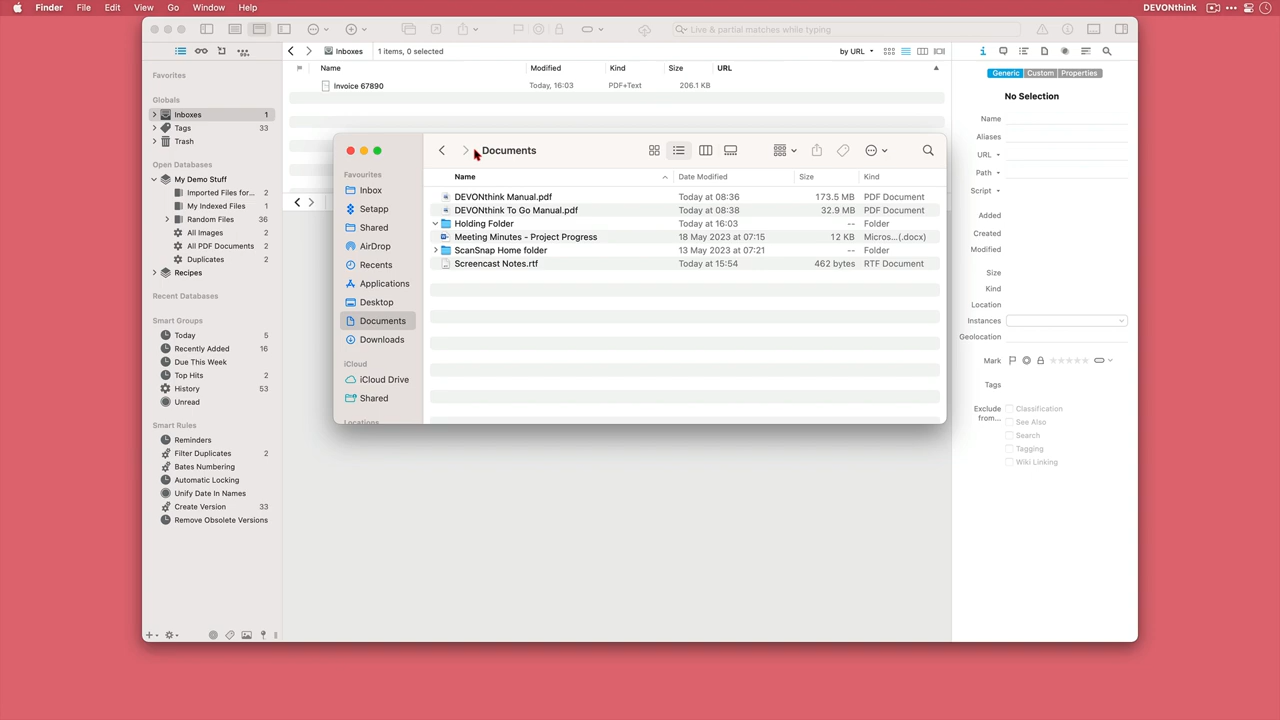 Finder File Edit View Go Window Help DEVONthink
Live & partial matches while typing
Inboxes 1 items, 0 selected by URL
Name Modified Kind Size URL
Invoice 67890 Today, 16:03 PDF+Text 206.1 KB
Favorites
Globals
Inboxes 1
Tags 33
Trash
Open Databases
My Demo Stuff
Imported Files for... 2
My Indexed Files 1
Random Files 36
All Images 2
All PDF Documents 2
Duplicates 2
Recipes
Recent Databases
Smart Groups
Today 5
Recently Added 16
Due This Week
Top Hits 2
History 53
Unread
Smart Rules
Reminders
Filter Duplicates 2
Bates Numbering
Automatic Locking
Unify Date In Names
Create Version 33
Remove Obsolete Versions
99+
Documents
Favourites
Inbox
Setapp
Shared
AirDrop
Recents
Applications
Desktop
Documents
Downloads
iCloud
iCloud Drive
Shared
Locations
Name Date Modified Size Kind
DEVONthink Manual.pdf Today at 08:36 173.5 MB PDF Document
DEVONthink To Go Manual.pdf Today at 08:38 32.9 MB PDF Document
Holding Folder Today at 16:03 -- Folder
Meeting Minutes - Project Progress 18 May 2023 at 07:15 12 KB Micros...(.docx)
ScanSnap Home folder 13 May 2023 at 07:21 -- Folder
Screencast Notes.rtf Today at 15:54 462 bytes RTF Document
Generic Custom Properties
No Selection
Name
Aliases
URL
Path
Script
Added
Created
Modified
Size
Kind
Location
Instances
Geolocation
Mark
Tags
Exclude from... Classification
See Also
Search
Tagging
Wiki Linking